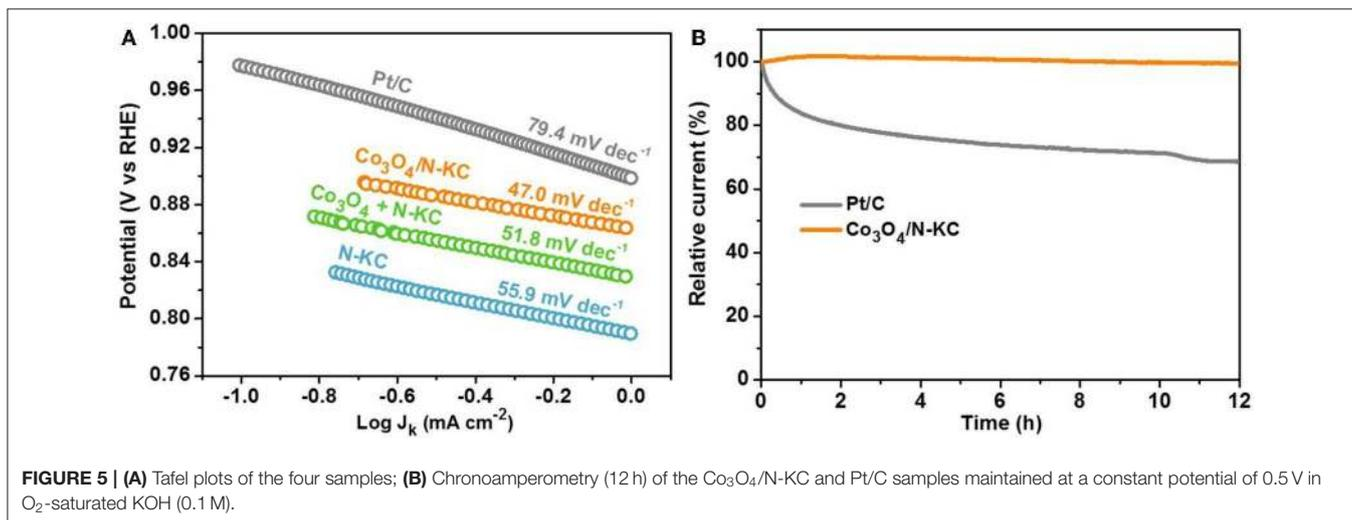 A
1.00
0.96
0.92
0.88
0.84
0.80
0.76
Potential (V vs RHE)
Pt/C
79.4 mV dec⁻¹
Co₃O₄/N-KC
47.0 mV dec⁻¹
Co₃O₄ + N-KC
51.8 mV dec⁻¹
N-KC
55.9 mV dec⁻¹
-1.0 -0.8 -0.6 -0.4 -0.2 0.0
Log Jₖ (mA cm⁻²)
B
100
80
60
40
20
0
Relative current (%)
Pt/C
Co₃O₄/N-KC
0 2 4 6 8 10 12
Time (h)
FIGURE 5 | (A) Tafel plots of the four samples; (B) Chronoamperometry (12 h) of the Co₃O₄/N-KC and Pt/C samples maintained at a constant potential of 0.5 V in
O₂-saturated KOH (0.1 M).